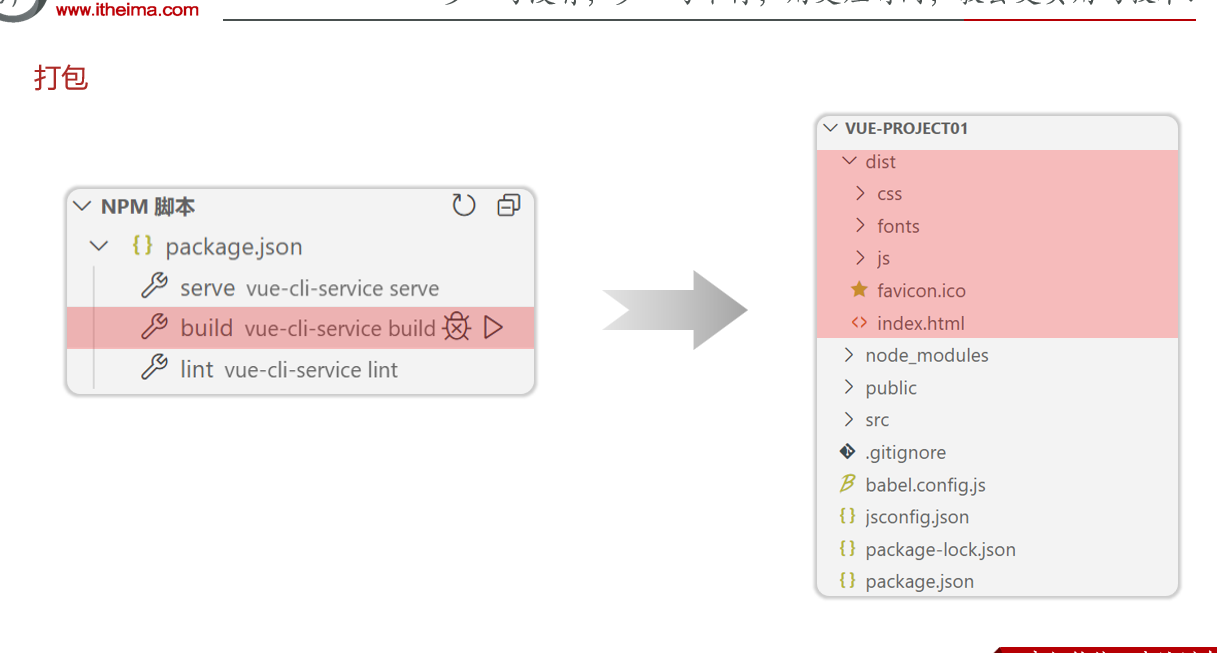 www.itheima.com
打包
NPM 脚本
package.json
serve vue-cli-service serve
build vue-cli-service build
lint vue-cli-service lint
VUE-PROJECT01
dist
css
fonts
js
favicon.ico
index.html
node_modules
public
src
.gitignore
babel.config.js
jsconfig.json
package-lock.json
package.json